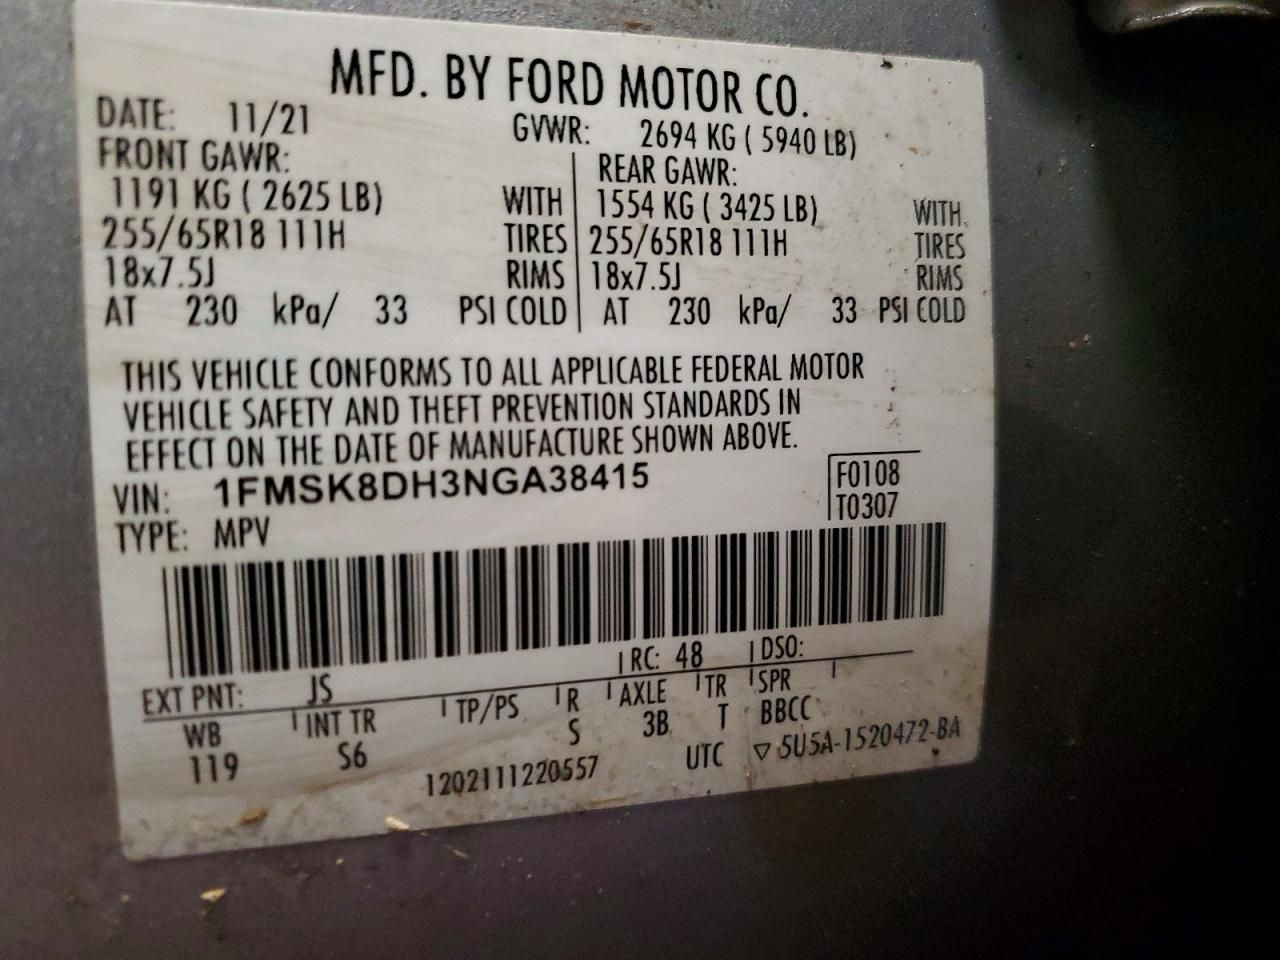 MFD. BY FORD MOTOR CO.
DATE: 11/21 GVWR: 2694 KG ( 5940 LB)
FRONT GAWR: REAR GAWR:
1191 KG ( 2625 LB) WITH 1554 KG ( 3425 LB) WITH
255/65R18 111H TIRES 255/65R18 111H TIRES
18x7.5J RIMS 18x7.5J RIMS
AT 230 kPa/ 33 PSI COLD AT 230 kPa/ 33 PSI COLD
THIS VEHICLE CONFORMS TO ALL APPLICABLE FEDERAL MOTOR
VEHICLE SAFETY AND THEFT PREVENTION STANDARDS IN
EFFECT ON THE DATE OF MANUFACTURE SHOWN ABOVE.
VIN: 1FMSK8DH3NGA38415 F0108
TYPE: MPV T0307
EXT PNT: JS RC: 48 DSO:
WB INT TR TP/PS R AXLE TR SPR
119 S6 S 3B T BBCC
1202111220557 UTC ▽ 5U5A-1520472-BA